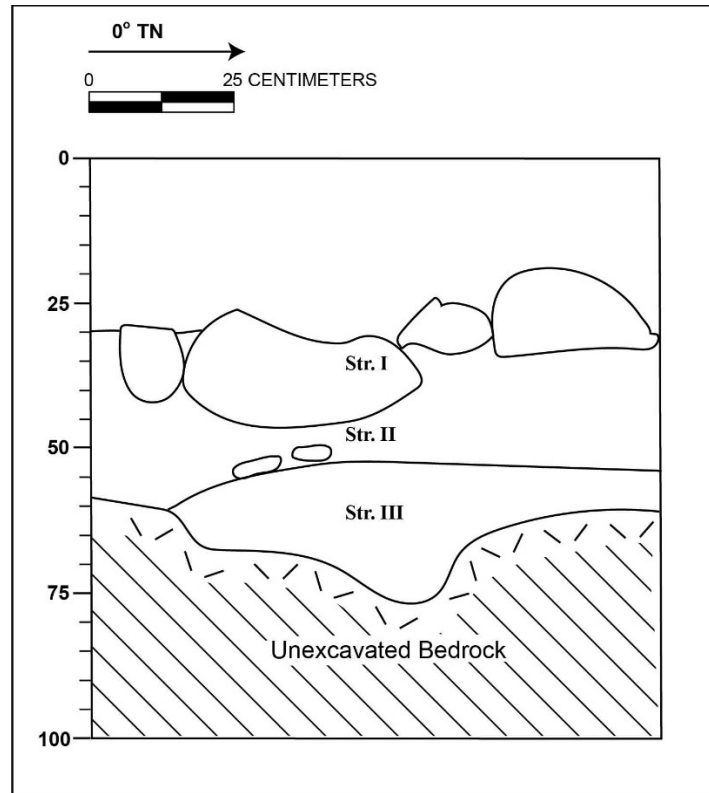 0° TN
0 25 CENTIMETERS
0
25
Str. I
Str. II
50
Str. III
75
Unexcavated Bedrock
100